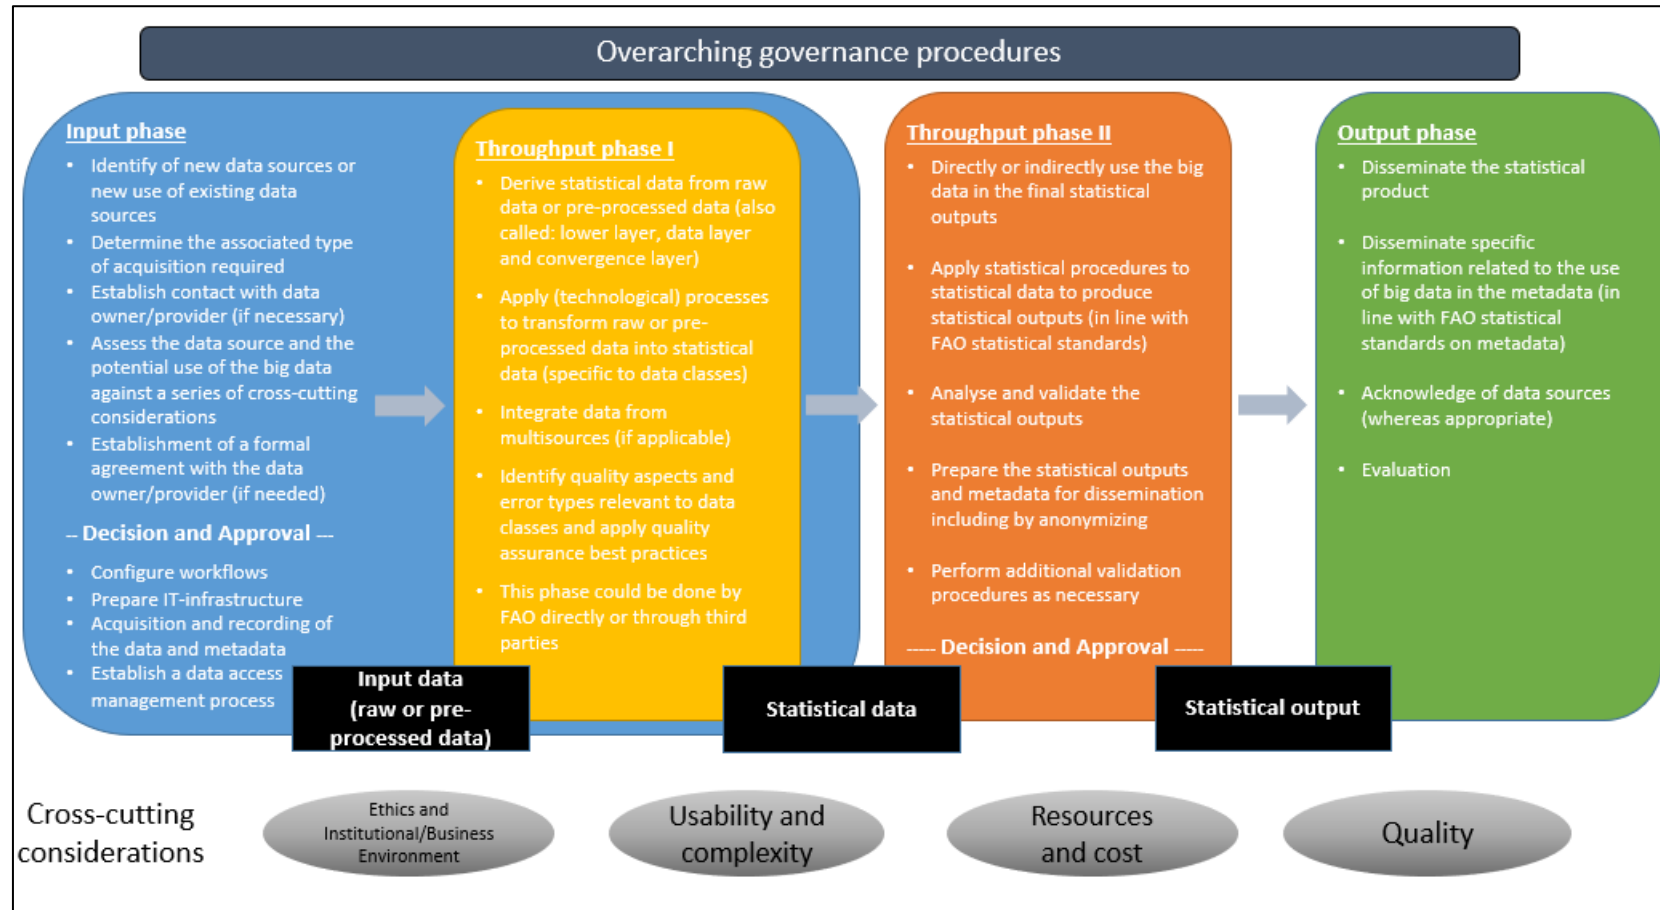 Overarching governance procedures
Input phase
• Identify of new data sources or
new use of existing data
sources
• Determine the associated type
of acquisition required
• Establish contact with data
owner/provider (if necessary)
• Assess the data source and the
potential use of the big data
against a series of cross-cutting
considerations
• Establishment of a formal
agreement with the data
owner/provider (if needed)
-- Decision and Approval ---
• Configure workflows
• Prepare IT-infrastructure
• Acquisition and recording of
the data and metadata
• Establish a data access
management process
Throughput phase I
• Derive statistical data from raw
data or pre-processed data (also
called: lower layer, data layer
and convergence layer)
• Apply (technological) processes
to transform raw or pre-
processed data into statistical
data (specific to data classes)
• Integrate data from
multisources (if applicable)
• Identify quality aspects and
error types relevant to data
classes and apply quality
assurance best practices
• This phase could be done by
FAO directly or through third
parties
Throughput phase II
• Directly or indirectly use the big
data in the final statistical
outputs
• Apply statistical procedures to
statistical data to produce
statistical outputs (in line with
FAO statistical standards)
• Analyse and validate the
statistical outputs
• Prepare the statistical outputs
and metadata for dissemination
including by anonymizing
• Perform additional validation
procedures as necessary
----- Decision and Approval -----
Output phase
• Disseminate the statistical
product
• Disseminate specific
information related to the use
of big data in the metadata (in
line with FAO statistical
standards on metadata)
• Acknowledge of data sources
(whereas appropriate)
• Evaluation
Input data
(raw or pre-
processed data)
Statistical data
Statistical output
Cross-cutting
considerations
Ethics and
Institutional/Business
Environment
Usability and
complexity
Resources
and cost
Quality